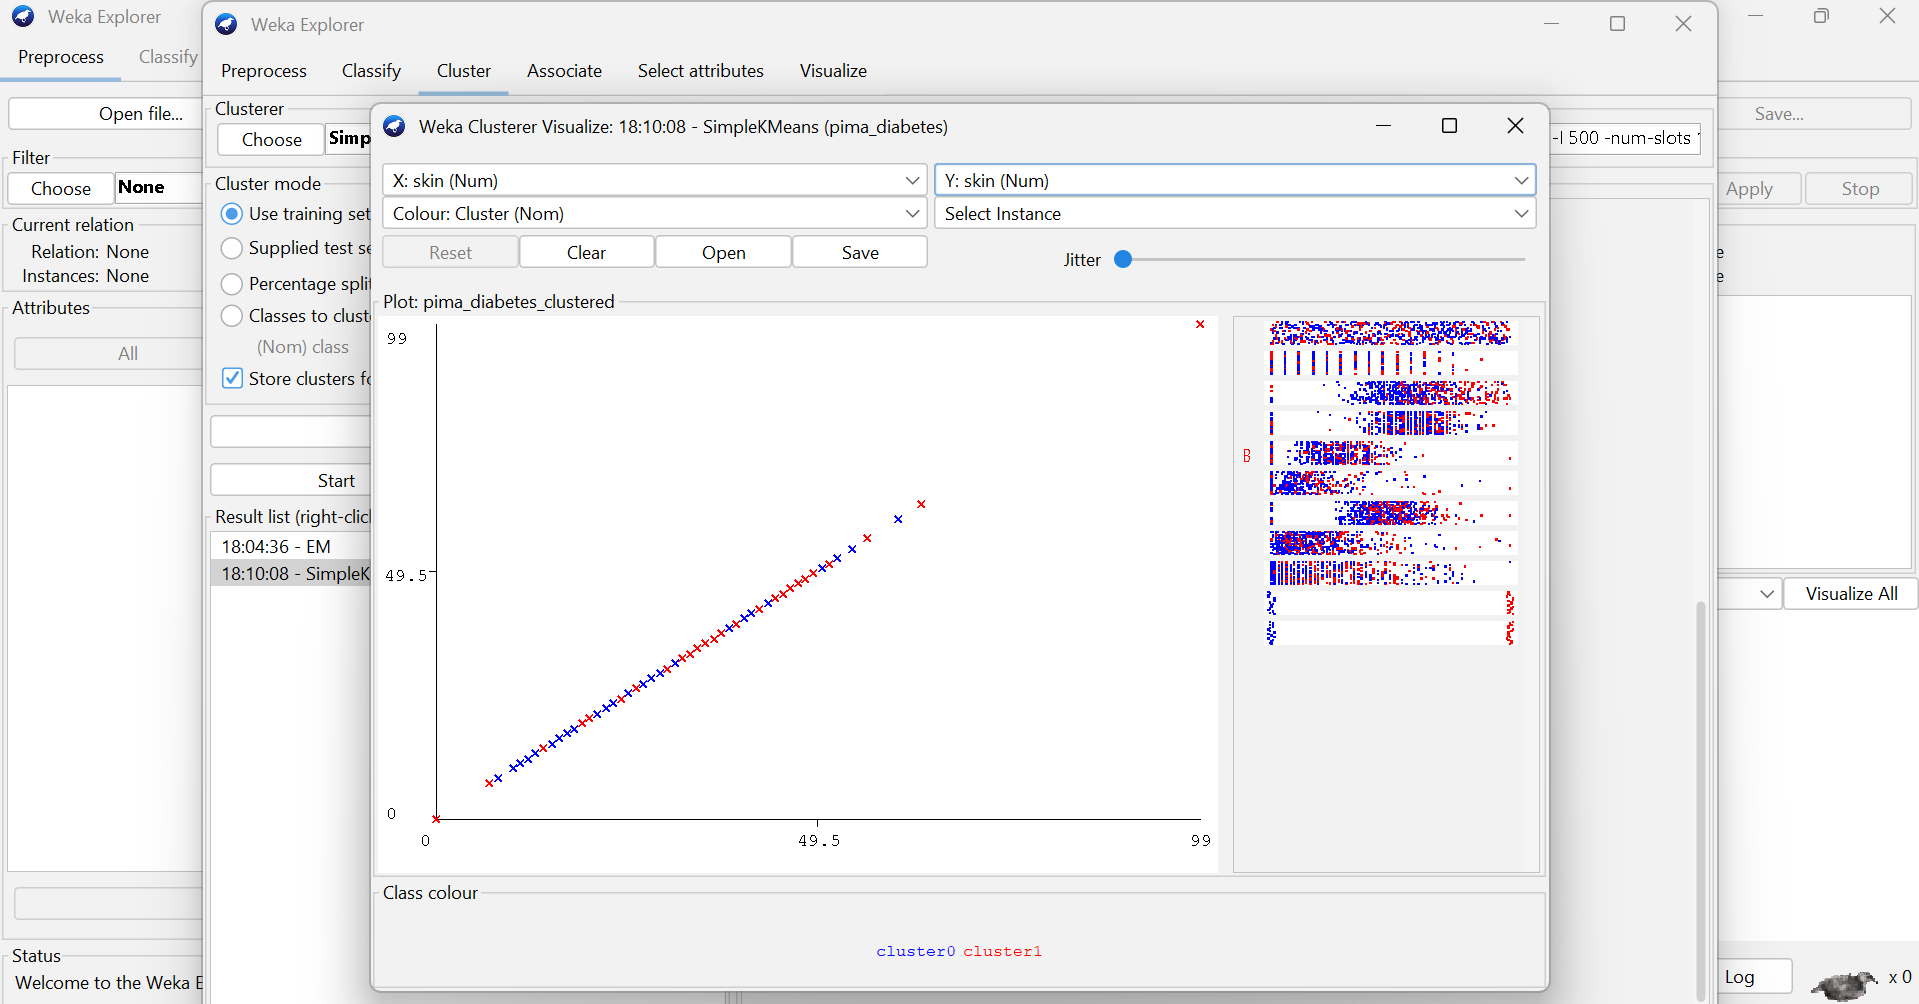 Weka Explorer
Preprocess Classify
Open file...
Filter
Choose None
Current relation
Relation: None
Instances: None
Attributes
All
Status
Welcome to the Weka E
Weka Explorer
Preprocess Classify Cluster Associate Select attributes Visualize
Clusterer
Choose Simp
-I 500 -num-slots
Cluster mode
Use training set
Supplied test se
Percentage split
Classes to clust
(Nom) class
Store clusters fo
Start
Result list (right-clic
18:04:36 - EM
18:10:08 - SimpleK
Weka Clusterer Visualize: 18:10:08 - SimpleKMeans (pima_diabetes)
X: skin (Num) Y: skin (Num)
Colour: Cluster (Nom) Select Instance
Reset Clear Open Save Jitter
Plot: pima_diabetes_clustered
99
49.5
0
0 49.5 99
B
Class colour
cluster0 cluster1
Save...
Apply Stop
e
e
Visualize All
Log x 0